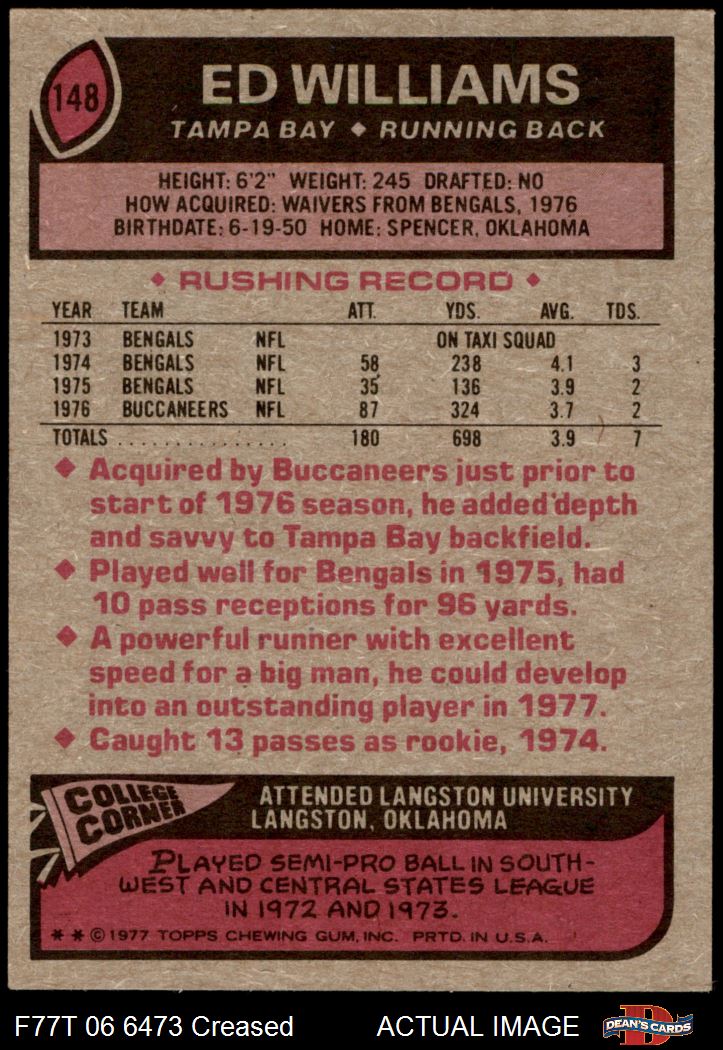 148
ED WILLIAMS
TAMPA BAY ◆ RUNNING BACK
HEIGHT: 6'2" WEIGHT: 245 DRAFTED: NO
HOW ACQUIRED: WAIVERS FROM BENGALS, 1976
BIRTHDATE: 6-19-50 HOME: SPENCER, OKLAHOMA
◆ RUSHING RECORD ◆
YEAR TEAM ATT. YDS. AVG. TDS.
1973 BENGALS NFL ON TAXI SQUAD
1974 BENGALS NFL 58 238 4.1 3
1975 BENGALS NFL 35 136 3.9 2
1976 BUCCANEERS NFL 87 324 3.7 2
TOTALS ................ 180 698 3.9 7
◆ Acquired by Buccaneers just prior to
start of 1976 season, he added depth
and savvy to Tampa Bay backfield.
◆ Played well for Bengals in 1975, had
10 pass receptions for 96 yards.
◆ A powerful runner with excellent
speed for a big man, he could develop
into an outstanding player in 1977.
◆ Caught 13 passes as rookie, 1974.
COLLEGE
CORNER
ATTENDED LANGSTON UNIVERSITY
LANGSTON, OKLAHOMA
PLAYED SEMI-PRO BALL IN SOUTH-
WEST AND CENTRAL STATES LEAGUE
IN 1972 AND 1973.
* * © 1977 TOPPS CHEWING GUM, INC. PRTD. IN U.S.A.
F77T 06 6473 Creased ACTUAL IMAGE
D
DEAN'S CARDS